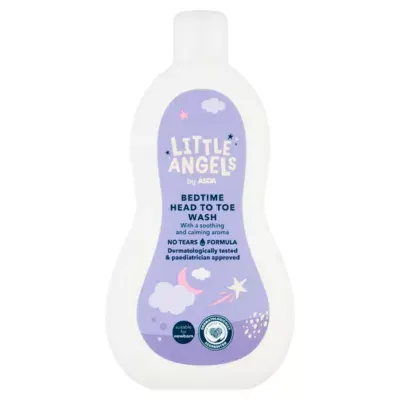 LITTLE
ANGELS
by ASDA
BEDTIME
HEAD TO TOE
WASH
With a soothing
and calming aroma
NO TEARS FORMULA
Dermatologically tested
& paediatrician approved
suitable
for
newborn